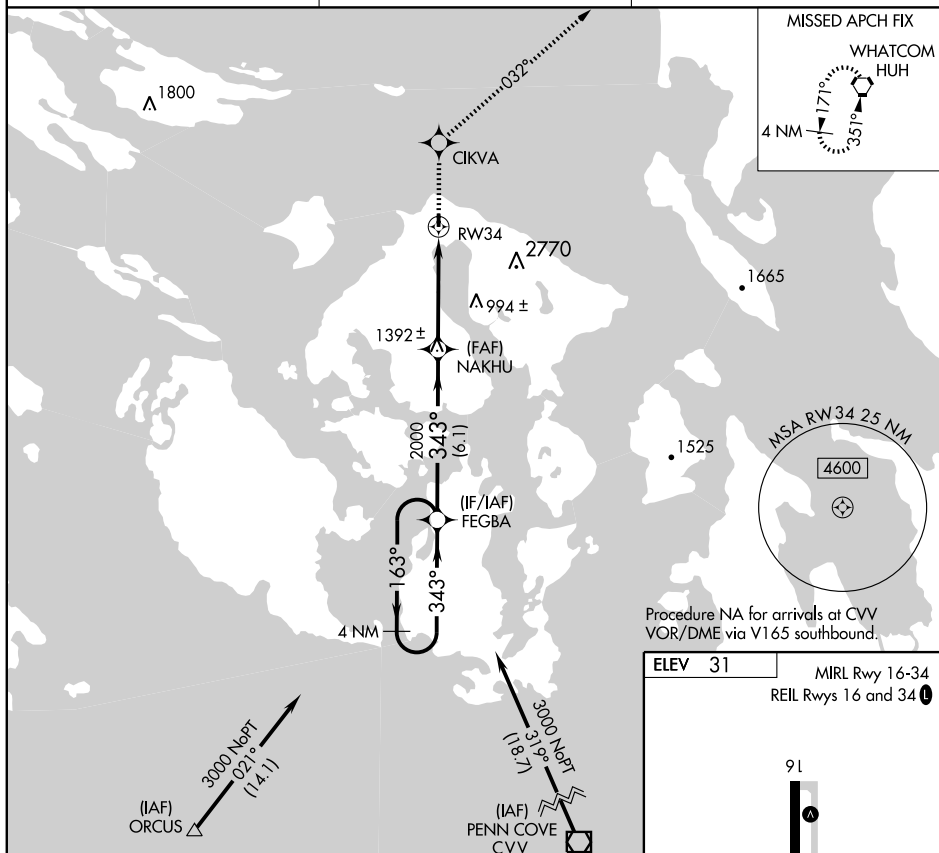 MISSED APCH FIX
WHATCOM
HUH
171°
351°
4 NM
1800
032°
CIKVA
RW34
2770
994 ±
1665
1392 ±
(FAF)
NAKHU
2000
343°
(6.1)
1525
MSA RW34 25 NM
4600
(IF/IAF)
FEGBA
163°
343°
4 NM
Procedure NA for arrivals at CVV
VOR/DME via V165 southbound.
3000 NoPT
021°
(14.1)
(IAF)
ORCUS
3000 NoPT
319°
(18.7)
(IAF)
PENN COVE
CVV
ELEV 31
MIRL Rwy 16-34
REIL Rwys 16 and 34 L
16
A